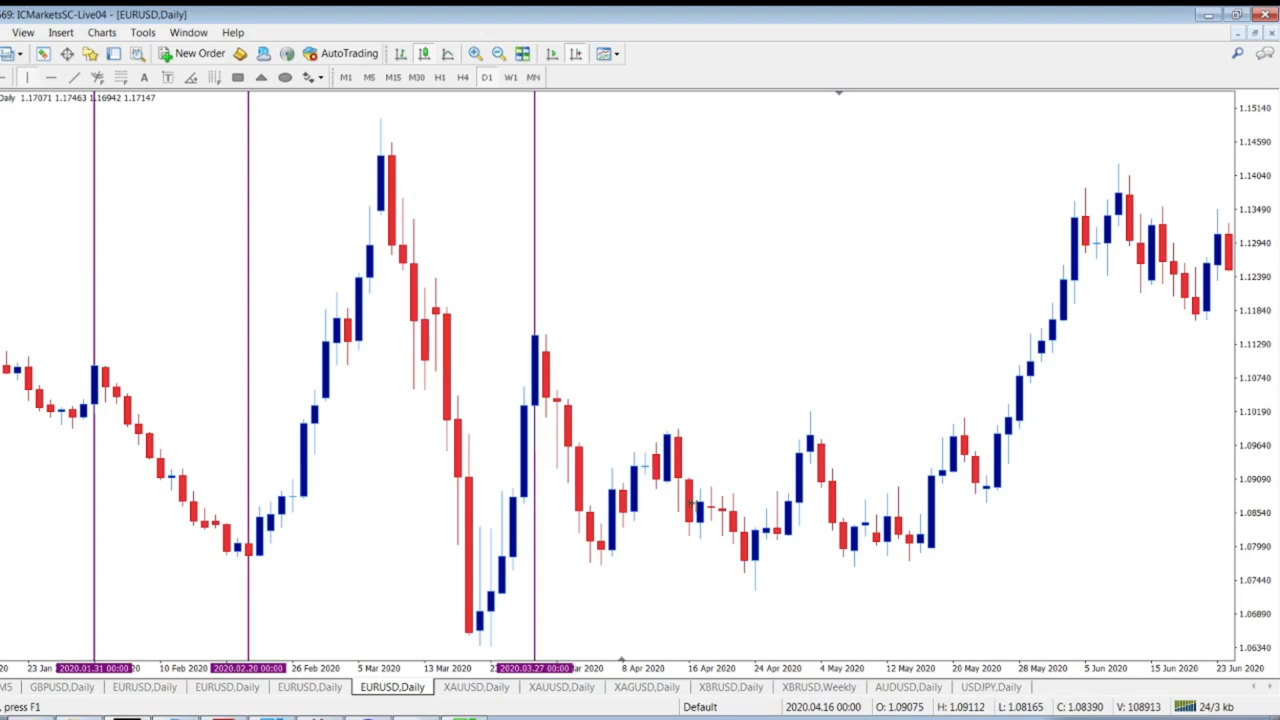 569: ICMarketsSC-Live04 - [EURUSD,Daily]
View Insert Charts Tools Window Help
New Order AutoTrading
A T M1 M5 M15 M30 H1 H4 D1 W1 MN
Daily 1.17071 1.17463 1.16942 1.17147
1.15140
1.14590
1.14040
1.13490
1.12940
1.12390
1.11840
1.11290
1.10740
1.10190
1.09640
1.09090
1.08540
1.07990
1.07440
1.06890
1.06340
20 23 Jan 2020.01.31 00:00 20 10 Feb 2020 2020.02.20 00:00 26 Feb 2020 5 Mar 2020 13 Mar 2020 2020.03.27 00:00 ar 2020 8 Apr 2020 16 Apr 2020 24 Apr 2020 4 May 2020 12 May 2020 20 May 2020 28 May 2020 5 Jun 2020 15 Jun 2020 23 Jun 2020
M5 GBPUSD,Daily EURUSD,Daily EURUSD,Daily EURUSD,Daily EURUSD,Daily XAUUSD,Daily XAUUSD,Daily XAGUSD,Daily XBRUSD,Daily XBRUSD,Weekly AUDUSD,Daily USDJPY,Daily
, press F1 Default 2020.04.16 00:00 O: 1.09075 H: 1.09112 L: 1.08165 C: 1.08390 V: 108913 24/3 kb